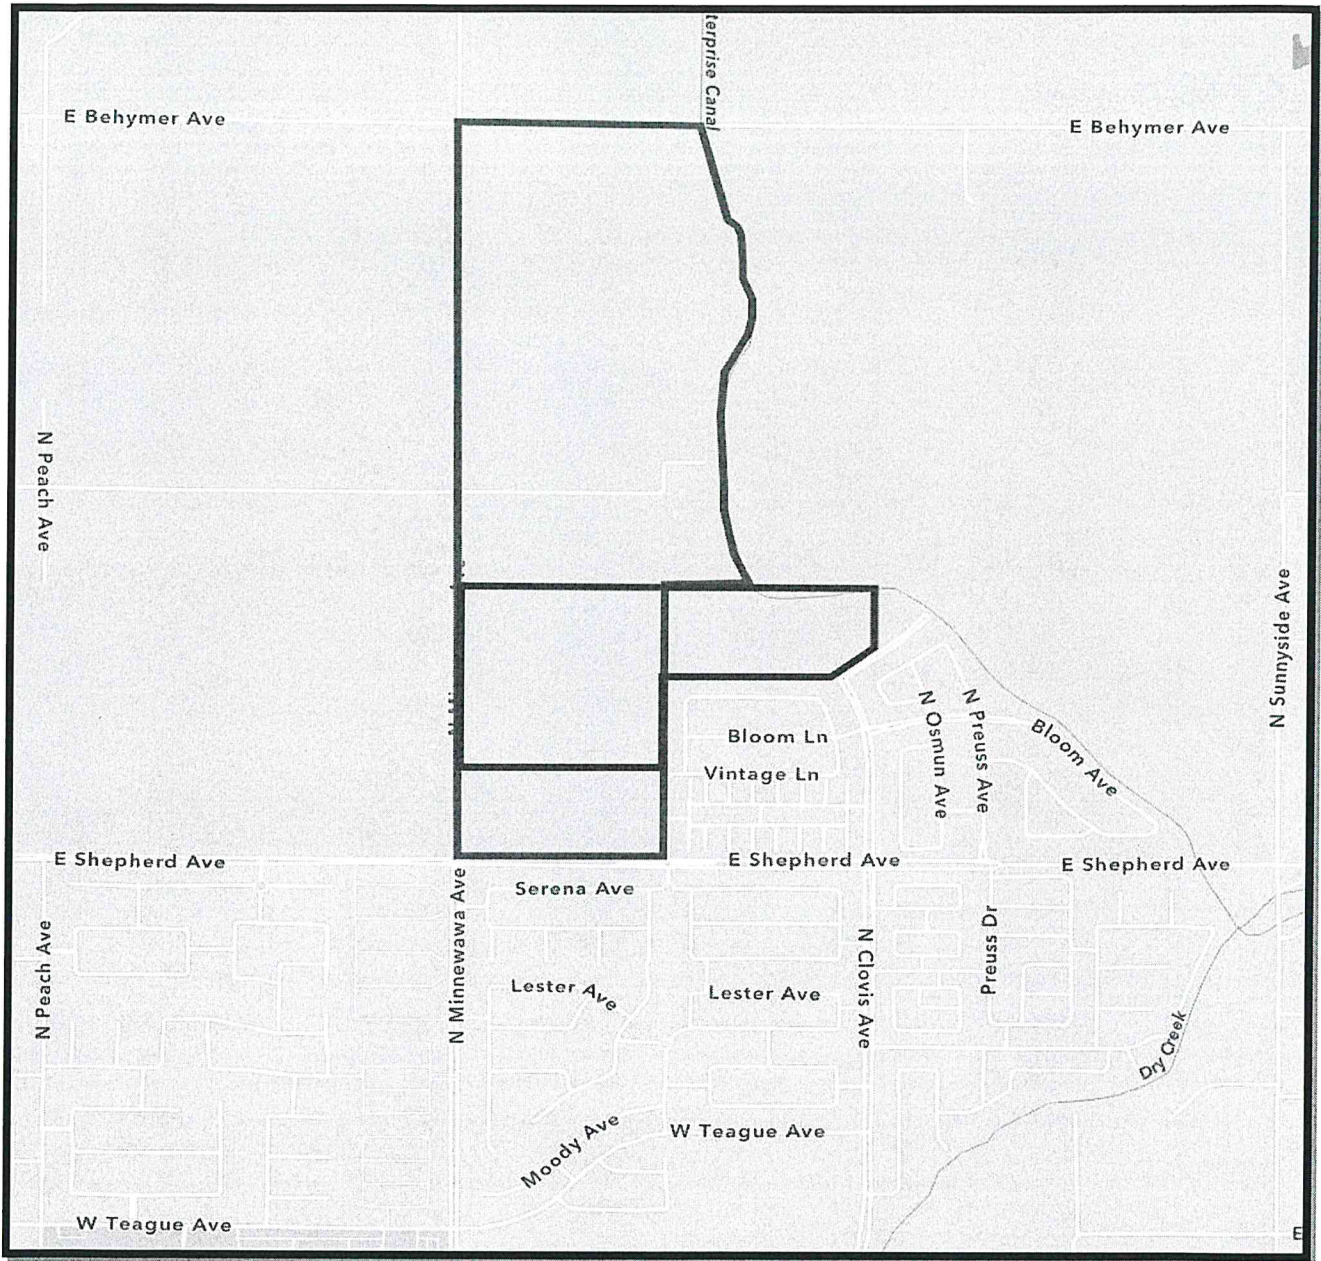 terprise Canal
E Behymer Ave
E Behymer Ave
N Peach Ave
N Sunnyside Ave
N Osmun Ave
N Preuss Ave
Bloom Ave
Bloom Ln
Vintage Ln
E Shepherd Ave
E Shepherd Ave
E Shepherd Ave
Serena Ave
N Peach Ave
N Minnewawa Ave
N Clovis Ave
Preuss Dr
Lester Ave
Lester Ave
Dry Creek
Moody Ave
W Teague Ave
W Teague Ave
E